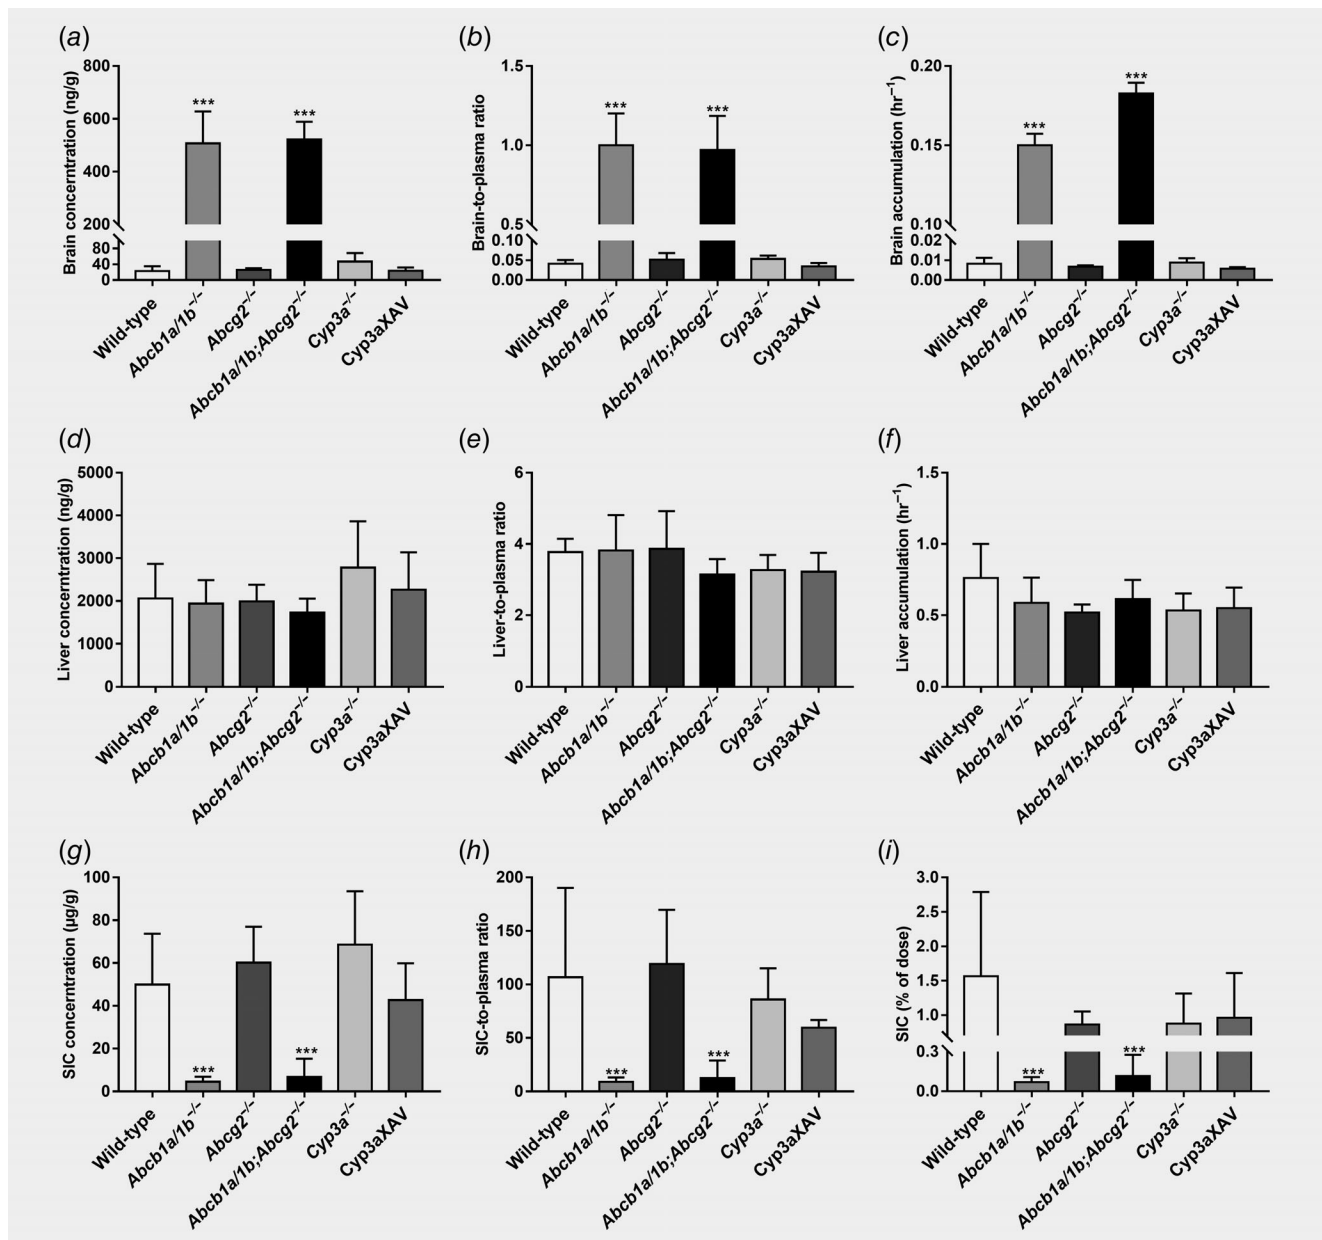 (a)
Brain concerntration (ng/g)
800
600
400
200
80
40
0
***
***
Wild-type
Abcb1a/1b⁻/⁻
Abcg2⁻/⁻
Abcb1a/1b;Abcg2⁻/⁻
Cyp3a⁻/⁻
Cyp3aXAV
(b)
Brain-to-plasma ratio
1.5
1.0
0.5
0.10
0.05
0.00
***
***
Wild-type
Abcb1a/1b⁻/⁻
Abcg2⁻/⁻
Abcb1a/1b;Abcg2⁻/⁻
Cyp3a⁻/⁻
Cyp3aXAV
(c)
Brain accumulation (hr⁻¹)
0.20
0.15
0.10
0.02
0.01
0.00
***
***
Wild-type
Abcb1a/1b⁻/⁻
Abcg2⁻/⁻
Abcb1a/1b;Abcg2⁻/⁻
Cyp3a⁻/⁻
Cyp3aXAV
(d)
Liver concerntration (ng/g)
5000
4000
3000
2000
1000
0
Wild-type
Abcb1a/1b⁻/⁻
Abcg2⁻/⁻
Abcb1a/1b;Abcg2⁻/⁻
Cyp3a⁻/⁻
Cyp3aXAV
(e)
Liver-to-plasma ratio
6
4
2
0
Wild-type
Abcb1a/1b⁻/⁻
Abcg2⁻/⁻
Abcb1a/1b;Abcg2⁻/⁻
Cyp3a⁻/⁻
Cyp3aXAV
(f)
Liver accumulation (hr⁻¹)
1.5
1.0
0.5
0.0
Wild-type
Abcb1a/1b⁻/⁻
Abcg2⁻/⁻
Abcb1a/1b;Abcg2⁻/⁻
Cyp3a⁻/⁻
Cyp3aXAV
(g)
SIC concerntration (µg/g)
100
80
60
40
20
0
***
***
Wild-type
Abcb1a/1b⁻/⁻
Abcg2⁻/⁻
Abcb1a/1b;Abcg2⁻/⁻
Cyp3a⁻/⁻
Cyp3aXAV
(h)
SIC-to-plasma ratio
200
150
100
50
0
***
***
Wild-type
Abcb1a/1b⁻/⁻
Abcg2⁻/⁻
Abcb1a/1b;Abcg2⁻/⁻
Cyp3a⁻/⁻
Cyp3aXAV
(i)
SIC (% of dose)
3.0
2.5
2.0
1.5
1.0
0.3
0.0
***
***
Wild-type
Abcb1a/1b⁻/⁻
Abcg2⁻/⁻
Abcb1a/1b;Abcg2⁻/⁻
Cyp3a⁻/⁻
Cyp3aXAV